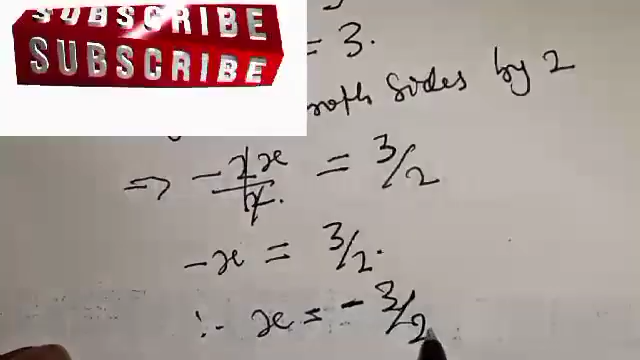 SUBSCRIBE
SUBSCRIBE
= 3.
both sides by 2
=> -2x/2. = 3/2
-x = 3/2.
∴ x = -3/2